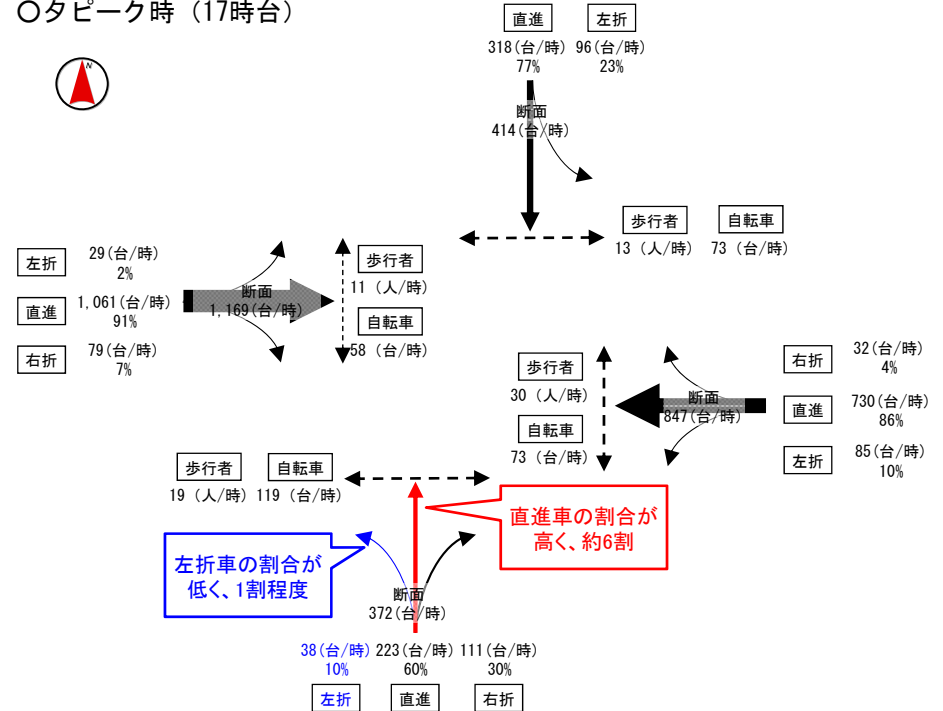 〇夕ピーク時（17時台）
直進 左折
318(台/時) 96(台/時)
77% 23%
N
断面
414(台/時)
歩行者 自転車
13（人/時） 73（台/時）
左折
29(台/時)
2%
直進
1,061(台/時)
91%
右折
79(台/時)
7%
断面
1,169(台/時)
歩行者
11（人/時）
自転車
58（台/時）
歩行者
30（人/時）
自転車
73（台/時）
断面
847(台/時)
右折
32(台/時)
4%
直進
730(台/時)
86%
左折
85(台/時)
10%
歩行者 自転車
19（人/時） 119（台/時）
直進車の割合が
高く、約6割
左折車の割合が
低く、1割程度
断面
372(台/時)
38(台/時) 223(台/時) 111(台/時)
10% 60% 30%
左折 直進 右折